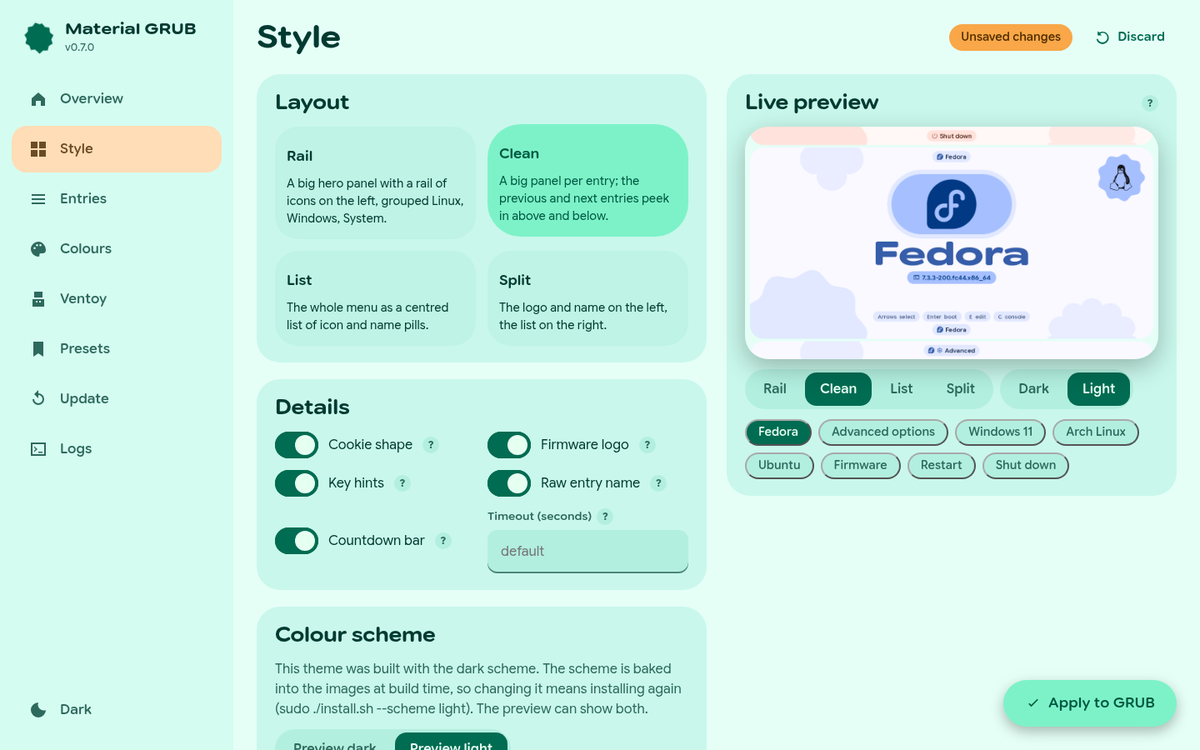 Material GRUB
v0.7.0
Overview
Style
Entries
Colours
Ventoy
Presets
Update
Logs
Dark
Style
Unsaved changes
Discard
Layout
Rail
A big hero panel with a rail of
icons on the left, grouped Linux,
Windows, System.
Clean
A big panel per entry; the
previous and next entries peek
in above and below.
List
The whole menu as a centred
list of icon and name pills.
Split
The logo and name on the left,
the list on the right.
Details
Cookie shape ?
Firmware logo ?
Key hints ?
Raw entry name ?
Countdown bar ?
Timeout (seconds) ?
default
Colour scheme
This theme was built with the dark scheme. The scheme is baked
into the images at build time, so changing it means installing again
(sudo ./install.sh --scheme light). The preview can show both.
Preview dark
Preview light
Live preview
?
Shut down
Fedora
Fedora
7.3.3-200.fc44.x86_64
Arrows select
Enter boot
E edit
C console
Fedora
Advanced
Rail
Clean
List
Split
Dark
Light
Fedora
Advanced options
Windows 11
Arch Linux
Ubuntu
Firmware
Restart
Shut down
Apply to GRUB